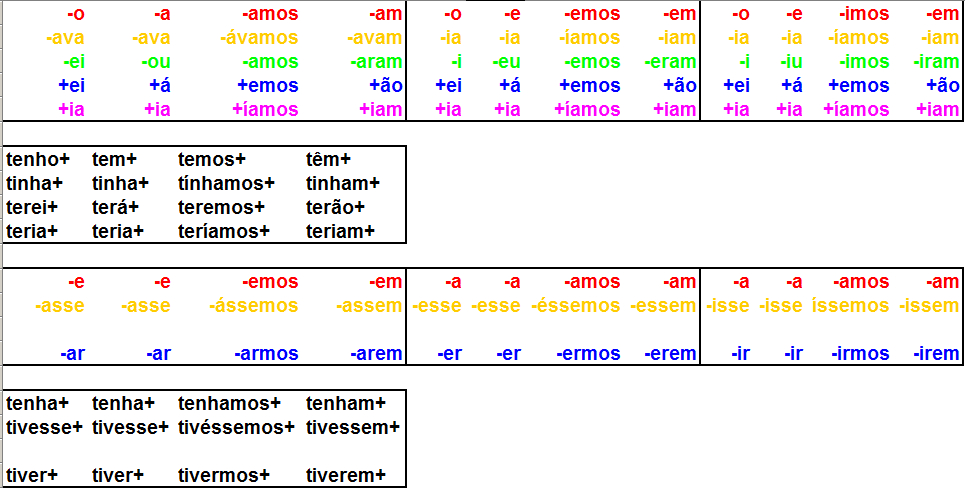 -o -a -amos -am -o -e -emos -em -o -e -imos -em
-ava -ava -ávamos -avam -ia -ia -íamos -iam -ia -ia -íamos -iam
-ei -ou -amos -aram -i -eu -emos -eram -i -iu -imos -iram
+ei +á +emos +ão +ei +á +emos +ão +ei +á +emos +ão
+ia +ia +íamos +iam +ia +ia +íamos +iam +ia +ia +íamos +iam
tenho+ tem+ temos+ têm+
tinha+ tinha+ tínhamos+ tinham+
terei+ terá+ teremos+ terão+
teria+ teria+ teríamos+ teriam+
-e -e -emos -em -a -a -amos -am -a -a -amos -am
-asse -asse -ássemos -assem -esse -esse -éssemos -essem -isse -isse íssemos -issem
-ar -ar -armos -arem -er -er -ermos -erem -ir -ir -irmos -irem
tenha+ tenha+ tenhamos+ tenham+
tivesse+ tivesse+ tivéssemos+ tivessem+
tiver+ tiver+ tivermos+ tiverem+